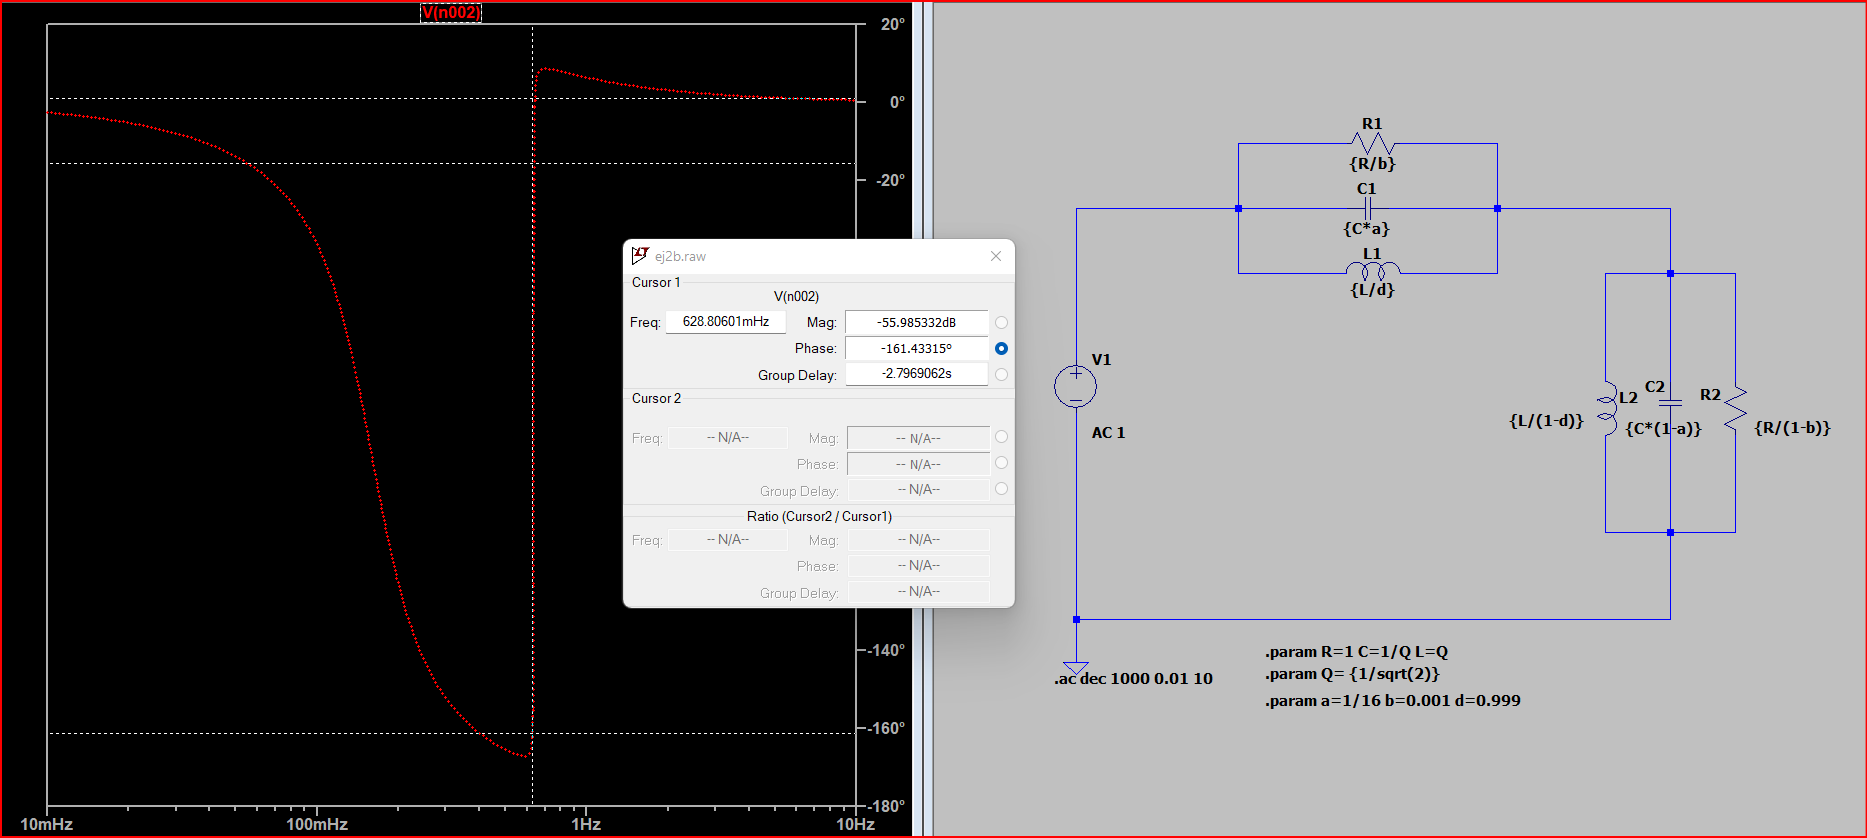 V(n002)
20°
0°
-20°
-140°
-160°
-180°
10mHz
100mHz
1Hz
10Hz
ej2b.raw
Cursor 1
V(n002)
Freq: 628.80601mHz Mag: -55.985332dB
Phase: -161.43315º
Group Delay: -2.7969062s
Cursor 2
Freq: -- N/A-- Mag: -- N/A--
Phase: -- N/A--
Group Delay: -- N/A--
Ratio (Cursor2 / Cursor1)
Freq: -- N/A-- Mag: -- N/A--
Phase: -- N/A--
Group Delay: -- N/A--
R1
{R/b}
C1
{C*a}
L1
{L/d}
V1
AC 1
L2
{L/(1-d)}
C2
{C*(1-a)}
R2
{R/(1-b)}
.ac dec 1000 0.01 10
.param R=1 C=1/Q L=Q
.param Q= {1/sqrt(2)}
.param a=1/16 b=0.001 d=0.999